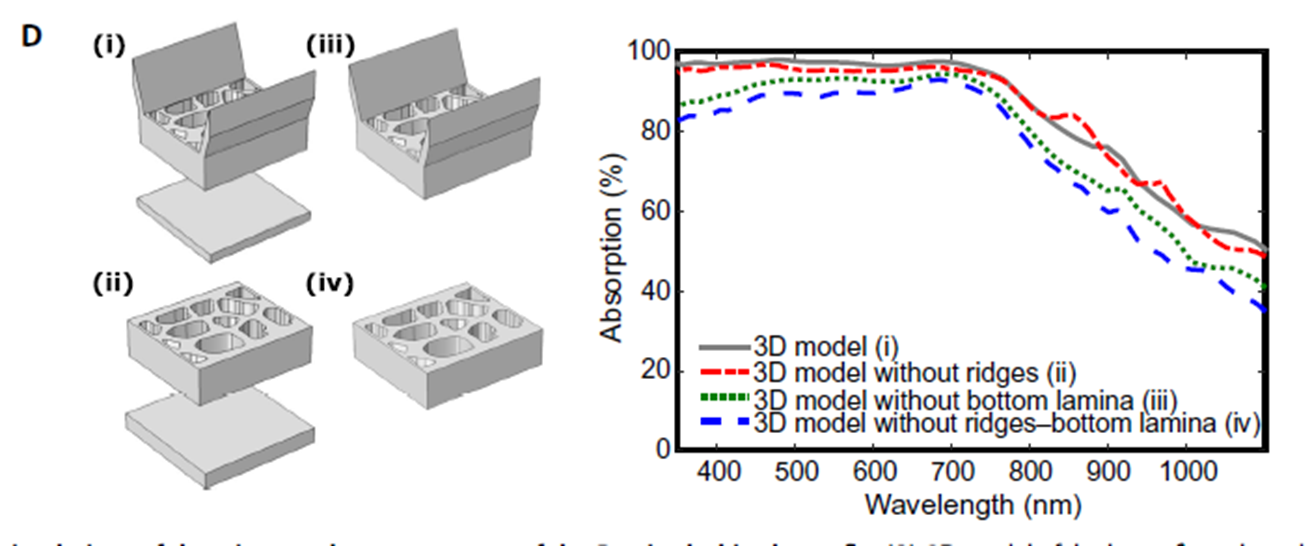 D
(i)
(iii)
(ii)
(iv)
Absorption (%)
100
80
60
40
20
0
3D model (i)
3D model without ridges (ii)
3D model without bottom lamina (iii)
3D model without ridges–bottom lamina (iv)
400 500 600 700 800 900 1000
Wavelength (nm)